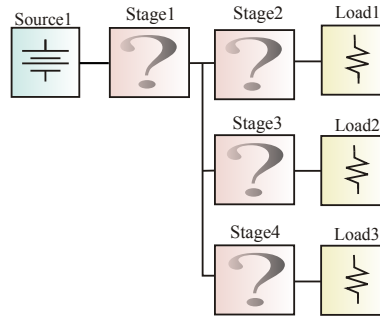 Source1
Stage1
Stage2
Load1
?
?
Stage3
Load2
?
Stage4
Load3
?